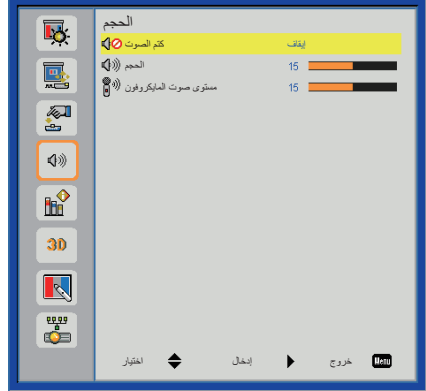 الحجم
كتم الصوت إيقاف
الحجم 15
مستوى صوت المايكروفون 15
3D
اختيار إدخال خروج Menu